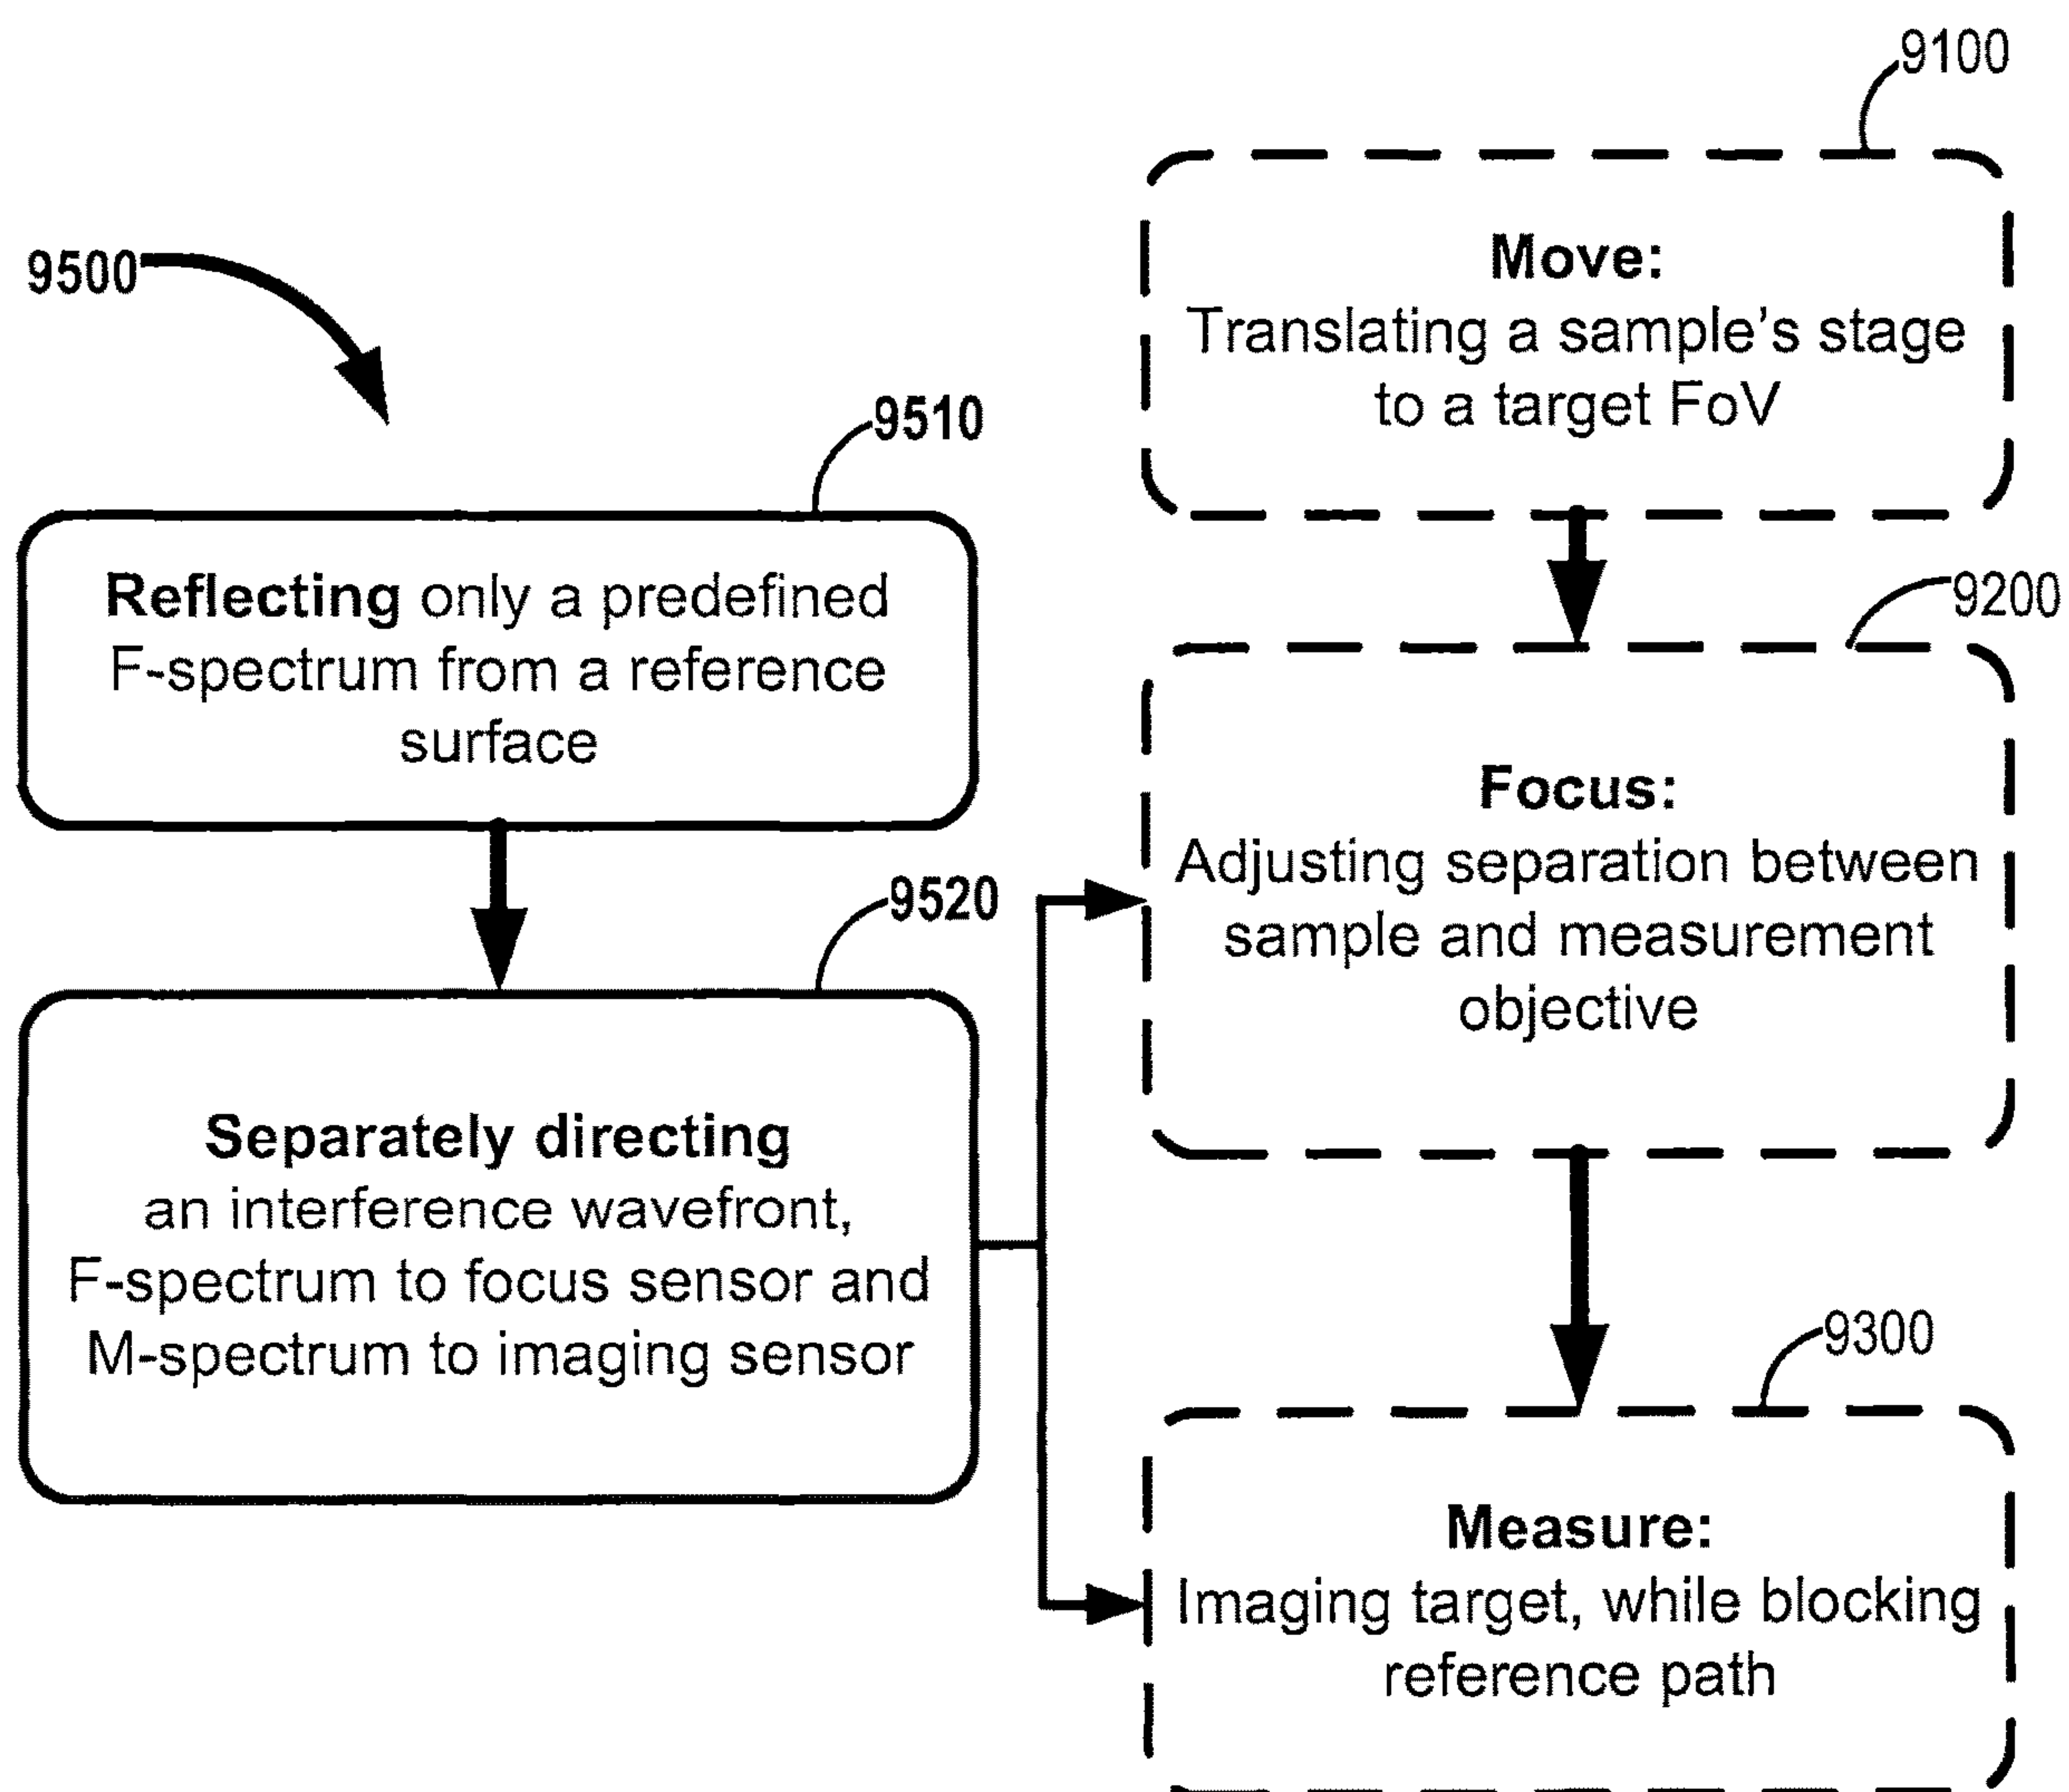 9500
9510
Reflecting only a predefined
F-spectrum from a reference
surface
9520
Separately directing
an interference wavefront,
F-spectrum to focus sensor and
M-spectrum to imaging sensor
9100
Move:
Translating a sample's stage
to a target FoV
9200
Focus:
Adjusting separation between
sample and measurement
objective
9300
Measure:
Imaging target, while blocking
reference path